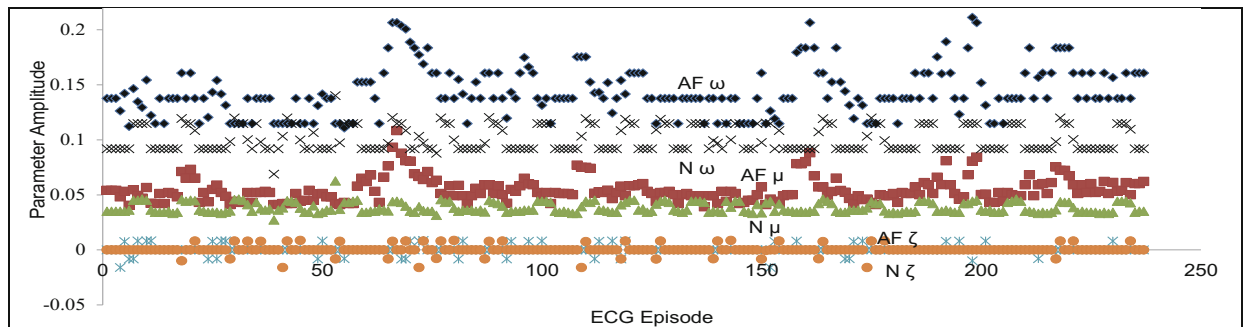 0.2
0.15
0.1
0.05
0
-0.05
Parameter Amplitude
AF ω
N ω
AF μ
N μ
AF ζ
N ζ
0 50 100 150 200 250
ECG Episode